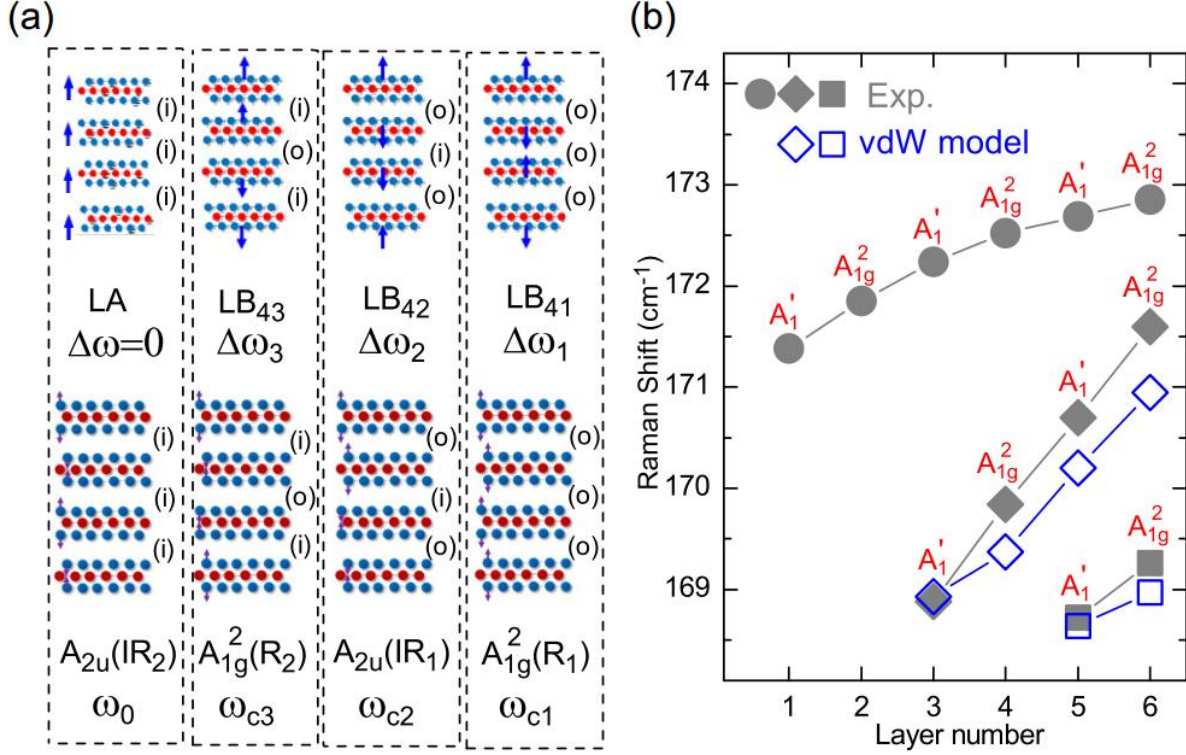 (a)
(i)
(i)
(i)
LA
Δω=0
(i)
(o)
(i)
LB₄₃
Δω₃
(o)
(i)
(o)
LB₄₂
Δω₂
(o)
(o)
(o)
LB₄₁
Δω₁
(i)
(i)
(i)
A₂ᵤ(IR₂)
ω₀
(i)
(o)
(i)
A₁g²(R₂)
ωc3
(o)
(i)
(o)
A₂ᵤ(IR₁)
ωc2
(o)
(o)
(o)
A₁g²(R₁)
ωc1
(b)
Exp.
vdW model
A₁'
A₁g²
A₁'
A₁g²
A₁'
A₁g²
A₁'
A₁g²
A₁'
A₁g²
A₁'
A₁g²
174
173
172
171
170
169
Raman Shift (cm⁻¹)
1 2 3 4 5 6
Layer number